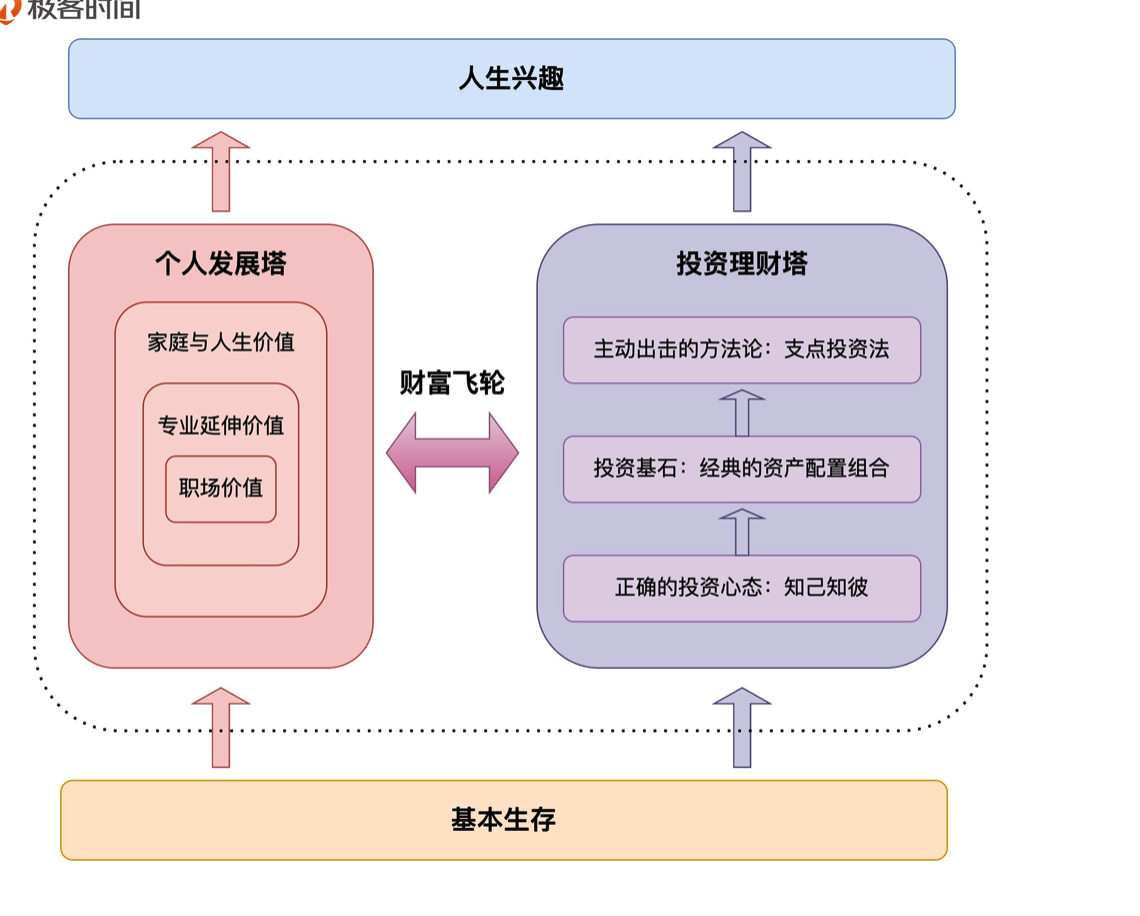 极客时间
人生兴趣
个人发展塔
家庭与人生价值
专业延伸价值
职场价值
财富飞轮
投资理财塔
主动出击的方法论：支点投资法
投资基石：经典的资产配置组合
正确的投资心态：知己知彼
基本生存